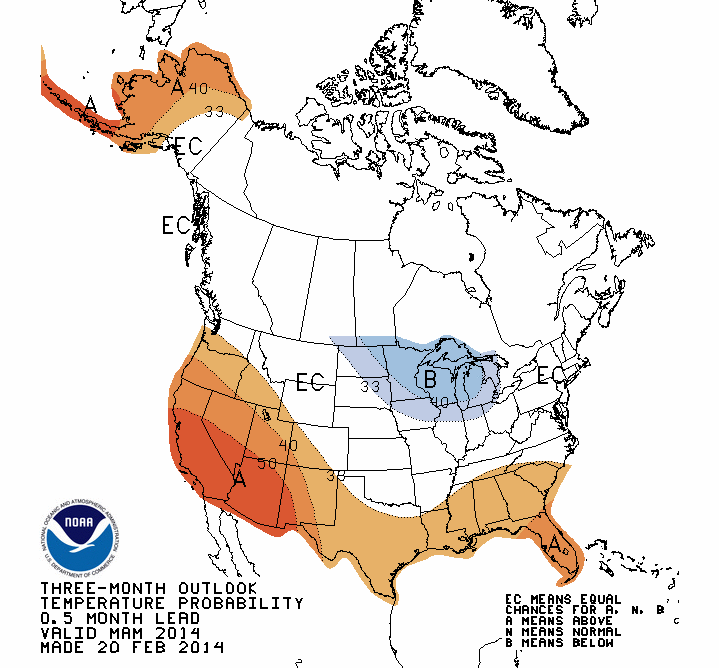 A 40
A
33
EC
EC
33
B
40
EC
EC
40
33
50
A
A
NATIONAL OCEANIC AND ATMOSPHERIC ADMINISTRATION
NOAA
U.S. DEPARTMENT OF COMMERCE
THREE-MONTH OUTLOOK
TEMPERATURE PROBABILITY
0.5 MONTH LEAD
VALID MAM 2014
MADE 20 FEB 2014
EC MEANS EQUAL
CHANCES FOR A, N, B
A MEANS ABOVE
N MEANS NORMAL
B MEANS BELOW